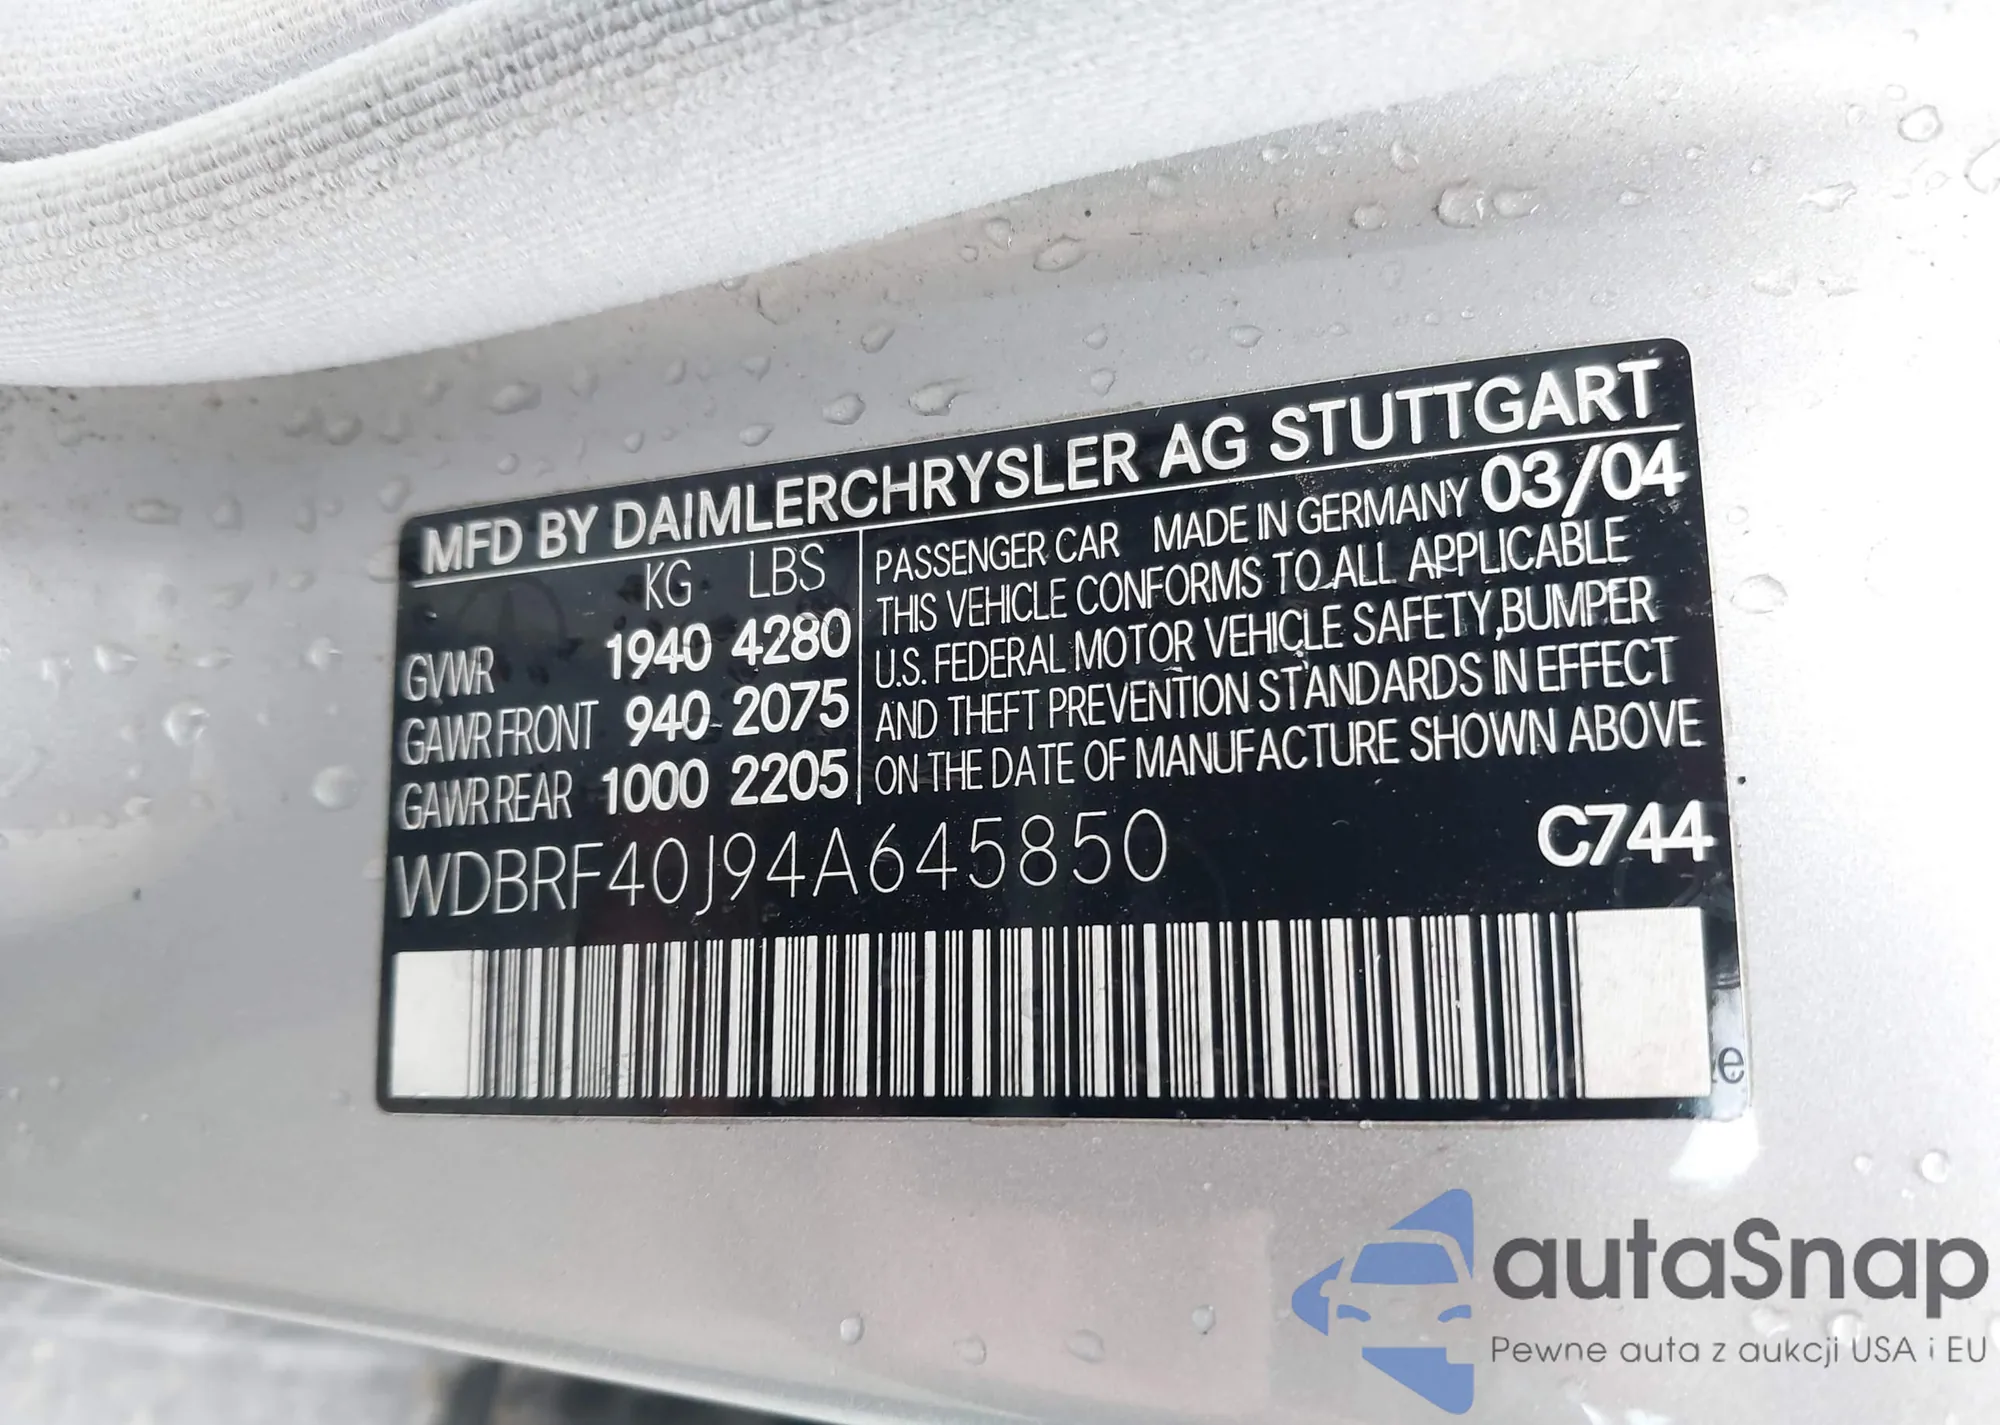 MFD BY DAIMLERCHRYSLER AG STUTTGART
KG LBS
GVWR 1940 4280
GAWR FRONT 940 2075
GAWR REAR 1000 2205
PASSENGER CAR MADE IN GERMANY 03/04
THIS VEHICLE CONFORMS TO ALL APPLICABLE
U.S. FEDERAL MOTOR VEHICLE SAFETY, BUMPER
AND THEFT PREVENTION STANDARDS IN EFFECT
ON THE DATE OF MANUFACTURE SHOWN ABOVE
WDBRF40J94A645850 C744
autaSnap
Pewne auta z aukcji USA i EU